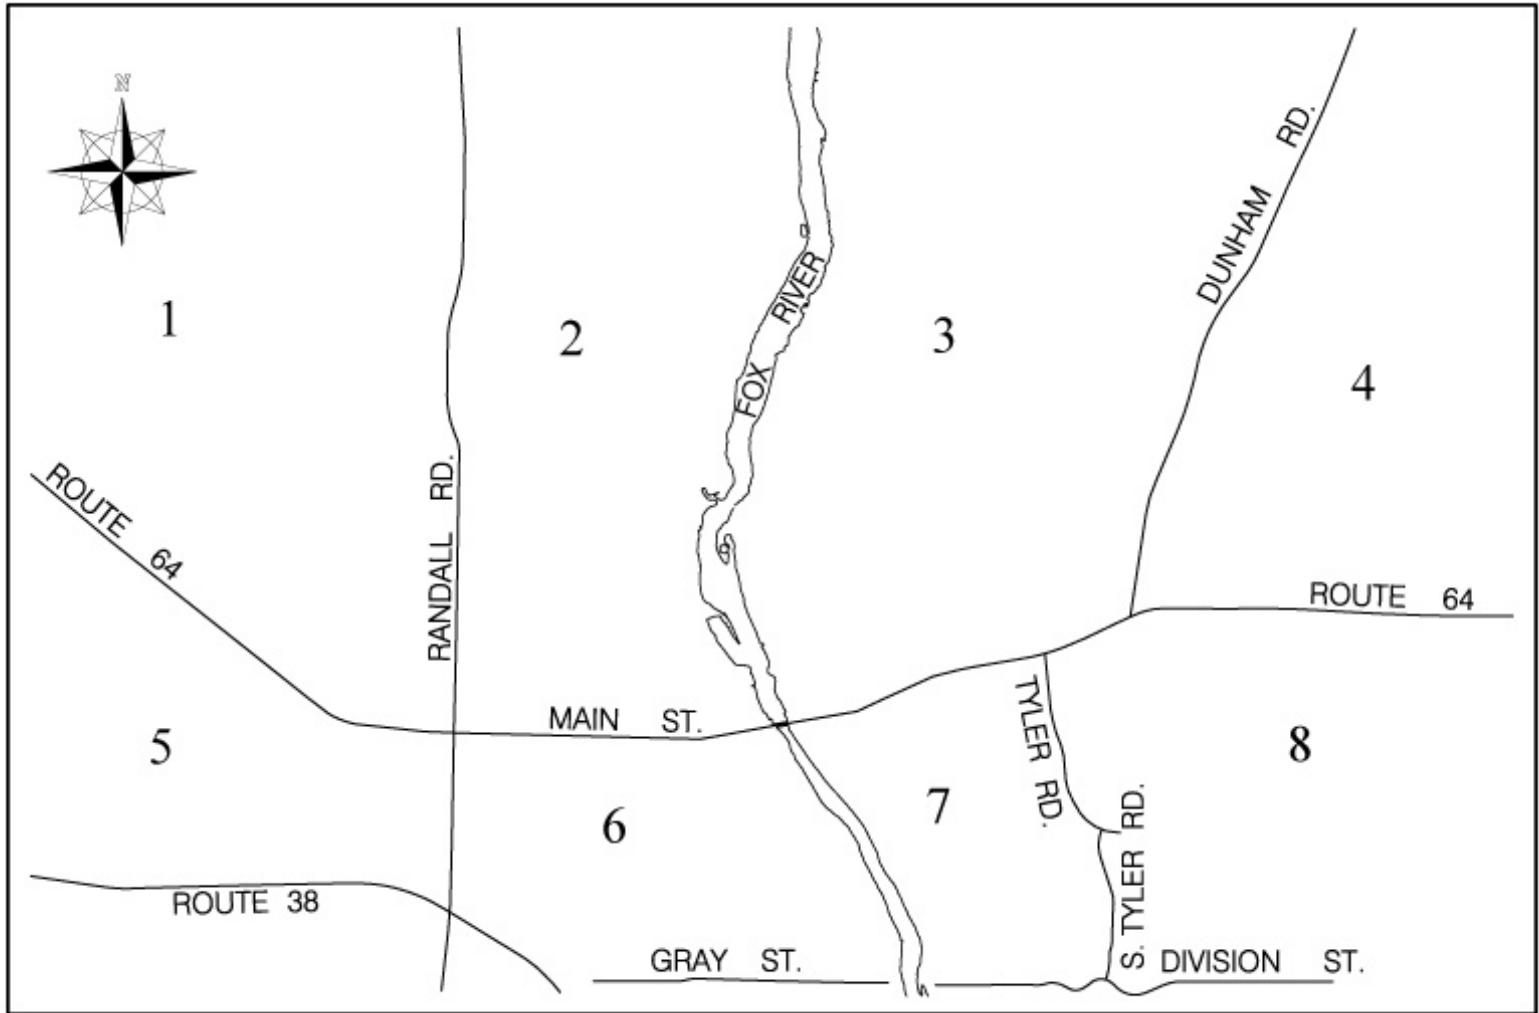 N
DUNHAM RD.
1
2
FOX RIVER
3
4
ROUTE 64
RANDALL RD.
ROUTE 64
MAIN ST.
TYLER RD.
5
6
7
8
S. TYLER RD.
ROUTE 38
GRAY ST.
DIVISION ST.